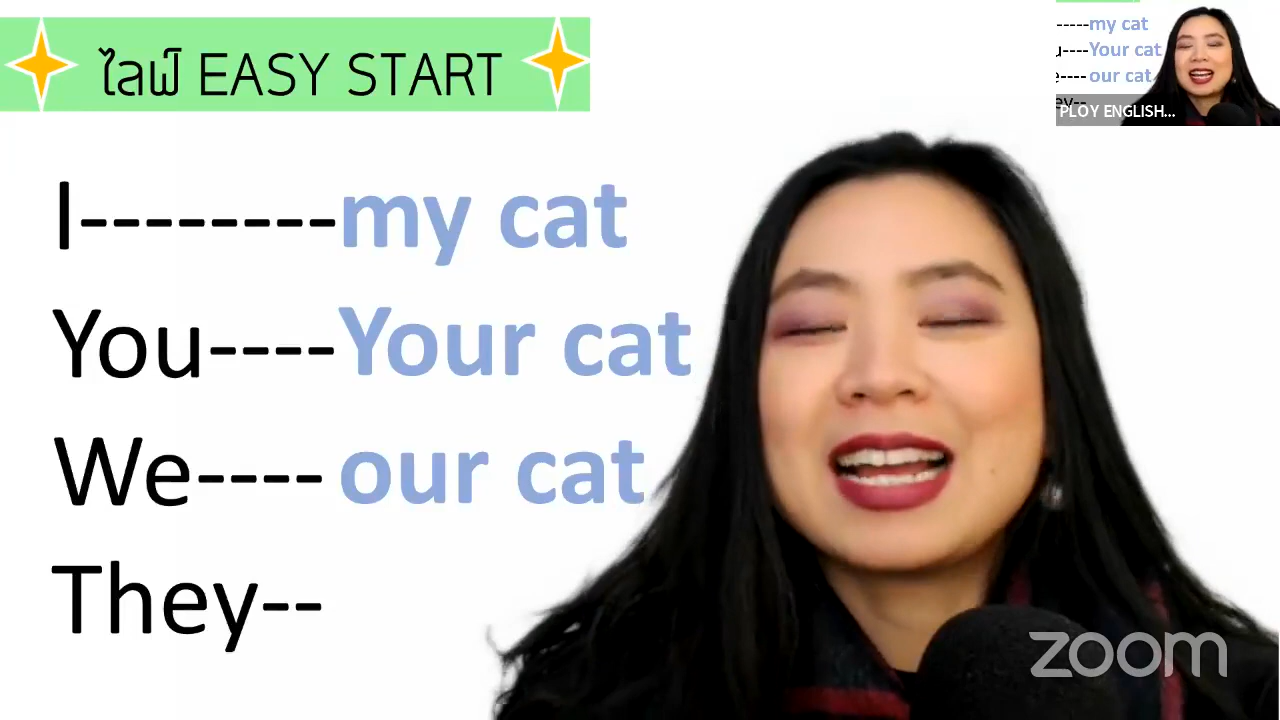 ไลฟ์ EASY START
I--------my cat
You----Your cat
We---- our cat
They--
-----my cat
----Your cat
---- our cat
ey--
PLOY ENGLISH...
zoom